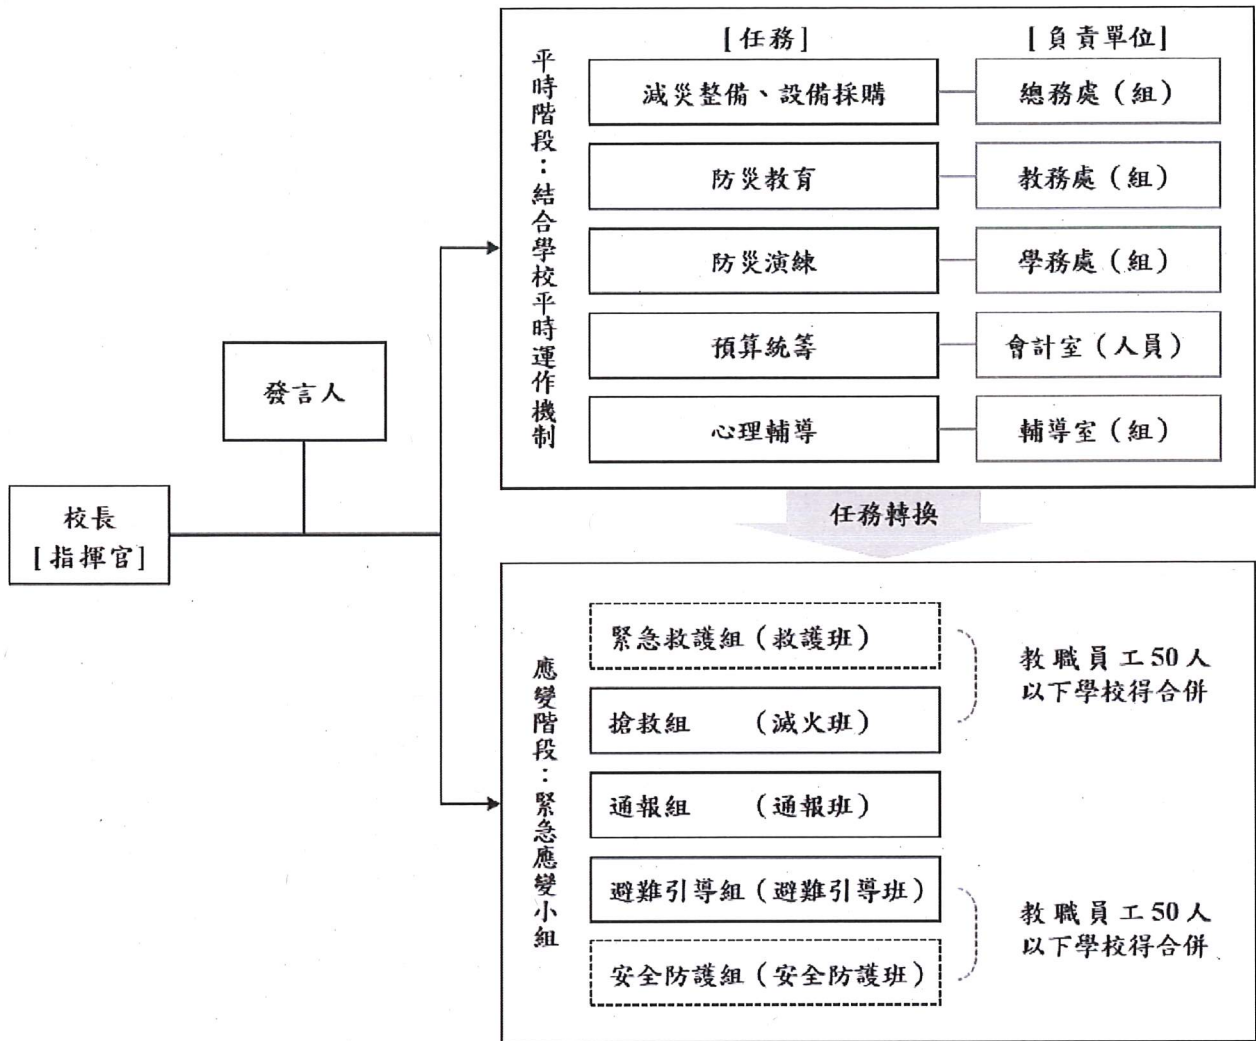 [任務]
[負責單位]
平時階段：結合學校平時運作機制
減災整備、設備採購
總務處（組）
防災教育
教務處（組）
防災演練
學務處（組）
預算統籌
會計室（人員）
心理輔導
輔導室（組）
發言人
校長
[指揮官]
任務轉換
應變階段：緊急應變小組
緊急救護組（救護班）
搶救組　　（滅火班）
教職員工50人
以下學校得合併
通報組　　（通報班）
避難引導組（避難引導班）
安全防護組（安全防護班）
教職員工50人
以下學校得合併